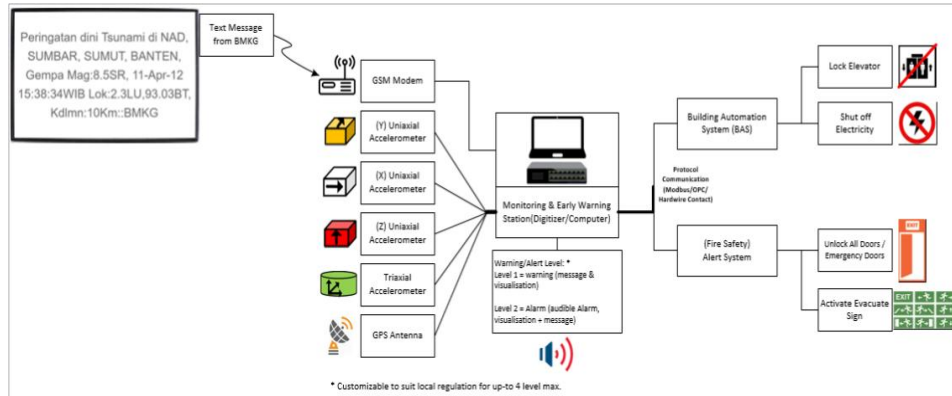 Peringatan dini Tsunami di NAD,
SUMBAR, SUMUT, BANTEN,
Gempa Mag:8.5SR, 11-Apr-12
15:38:34WIB Lok:2.3LU,93.03BT,
Kdlmn:10Km::BMKG
Text Message
from BMKG
GSM Modem
(Y) Uniaxial
Accelerometer
(X) Uniaxial
Accelerometer
(Z) Uniaxial
Accelerometer
Triaxial
Accelerometer
GPS Antenna
Monitoring & Early Warning
Station(Digitizer/Computer)
Warning/Alert Level: *
Level 1 = warning (message &
visualisation)
Level 2 = Alarm (audible Alarm,
visualisation + message)
* Customizable to suit local regulation for up-to 4 level max.
Protocol
Communication
(Modbus/OPC/
Hardwire Contact)
Building Automation
System (BAS)
(Fire Safety)
Alert System
Lock Elevator
Shut off
Electricity
Unlock All Doors /
Emergency Doors
EXIT
Activate Evacuate
Sign
EXIT